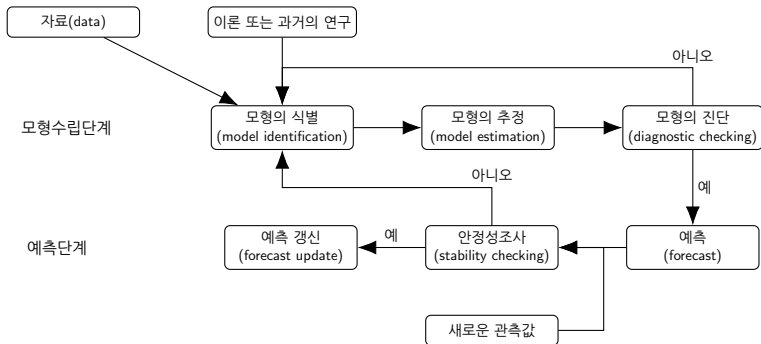 자료(data)
이론 또는 과거의 연구
아니오
모형수립단계
모형의 식별
(model identification)
모형의 추정
(model estimation)
모형의 진단
(diagnostic checking)
아니오
예
예측단계
예측 갱신
(forecast update)
예
안정성조사
(stability checking)
예측
(forecast)
새로운 관측값